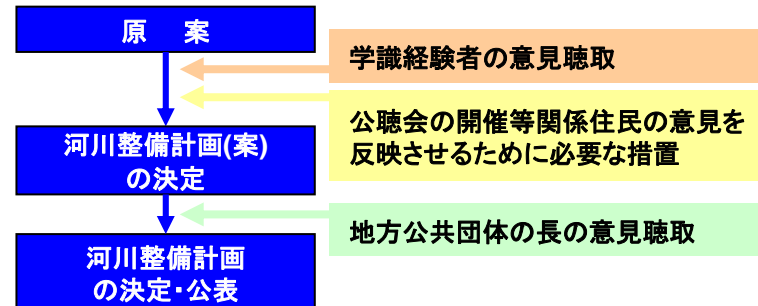 原　案
学識経験者の意見聴取
公聴会の開催等関係住民の意見を
反映させるために必要な措置
河川整備計画(案)
の決定
地方公共団体の長の意見聴取
河川整備計画
の決定・公表